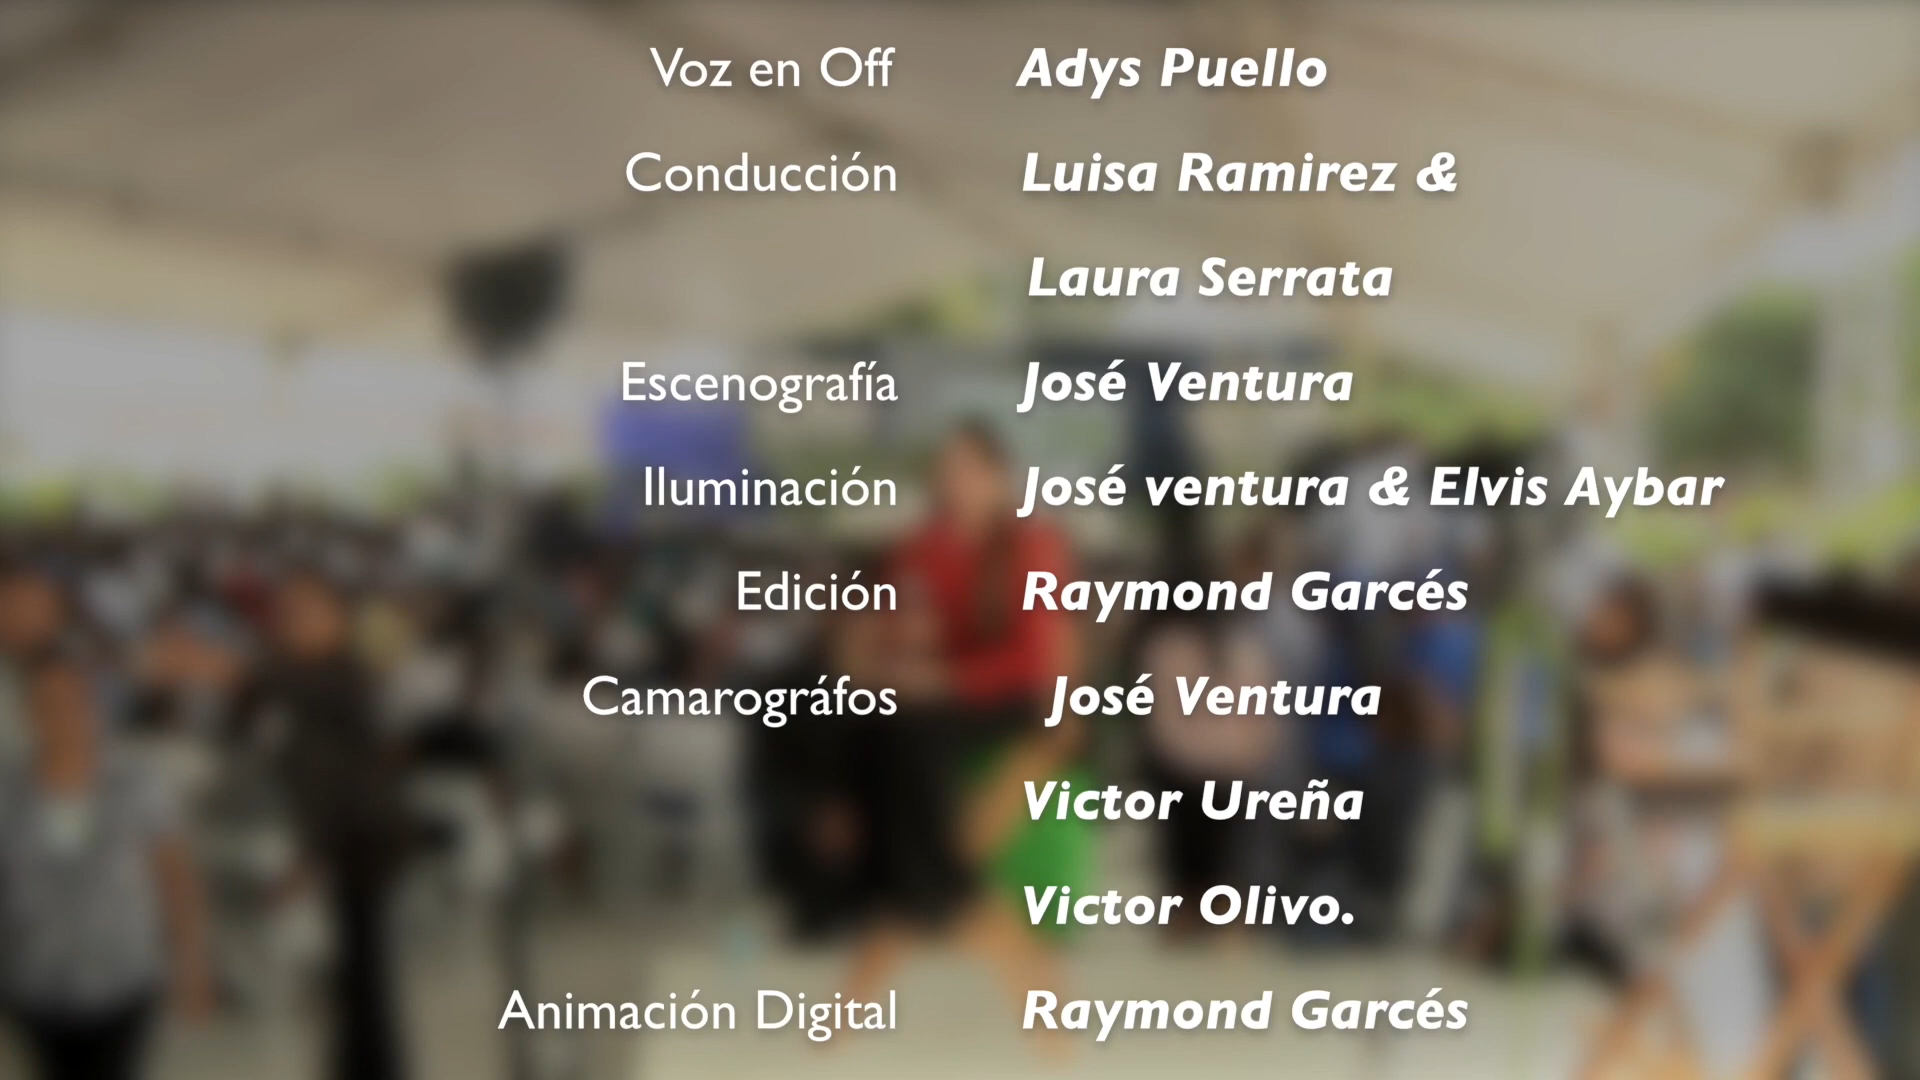 Voz en Off Adys Puello
Conducción Luisa Ramirez &
Laura Serrata
Escenografía José Ventura
Iluminación José ventura & Elvis Aybar
Edición Raymond Garcés
Camarográfos José Ventura
Victor Ureña
Victor Olivo.
Animación Digital Raymond Garcés